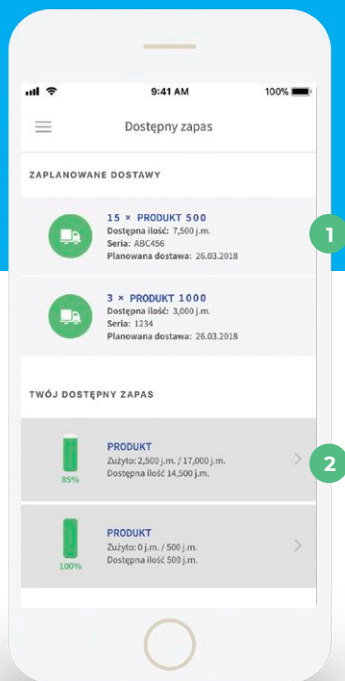 9:41 AM
100%
Dostępny zapas
ZAPLANOWANE DOSTAWY
15 × PRODUKT 500
Dostępna ilość: 7,500 j.m.
Seria: ABC456
Planowana dostawa: 26.03.2018
1
3 × PRODUKT 1000
Dostępna ilość: 3,000 j.m.
Seria: 1234
Planowana dostawa: 26.03.2018
TWÓJ DOSTĘPNY ZAPAS
PRODUKT
Zużyto: 2,500 j.m. / 17,000 j.m.
Dostępna ilość 14,500 j.m.
85%
2
PRODUKT
Zużyto: 0 j.m. / 500 j.m.
Dostępna ilość 500 j.m.
100%